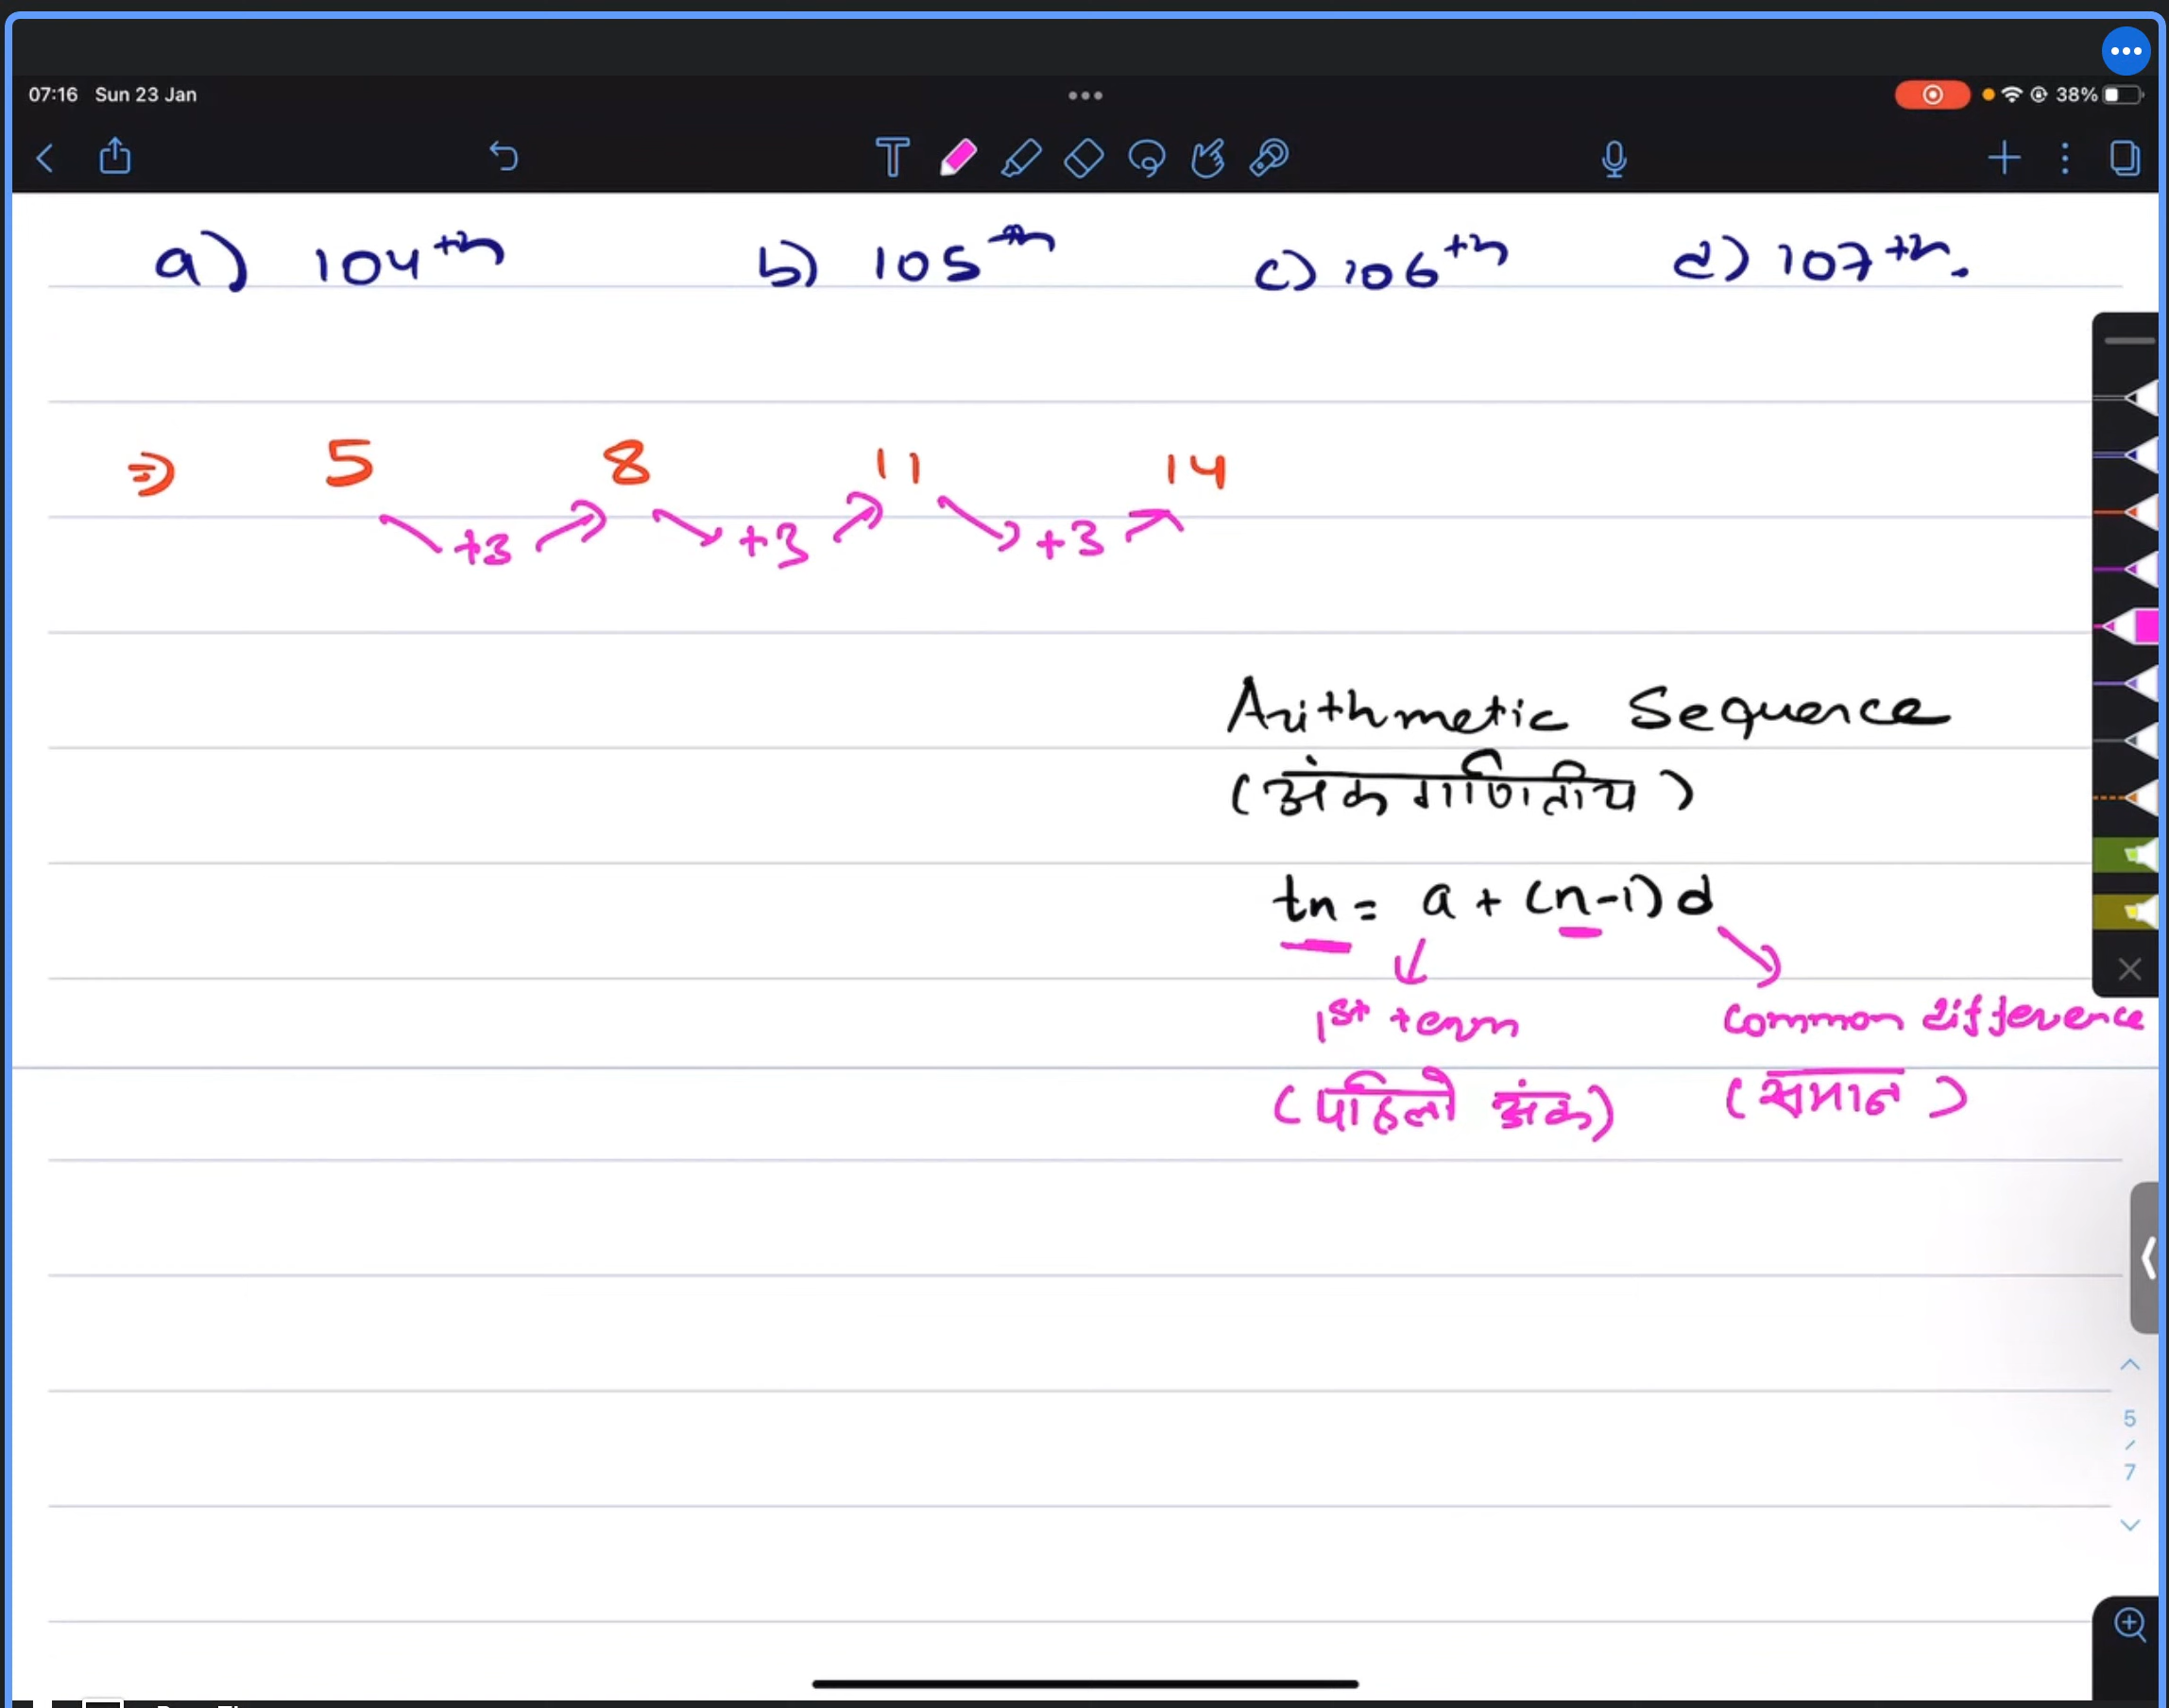 07:16 Sun 23 Jan
38%
a) 104th b) 105th c) 106th d) 107th.
⇒ 5 8 11 14
+3 +3 +3
Arithmetic Sequence
(अंकगणितीय)
tn = a + (n-1)d
1st term common difference
(पहिलो अंक) (समान)
5
/
7